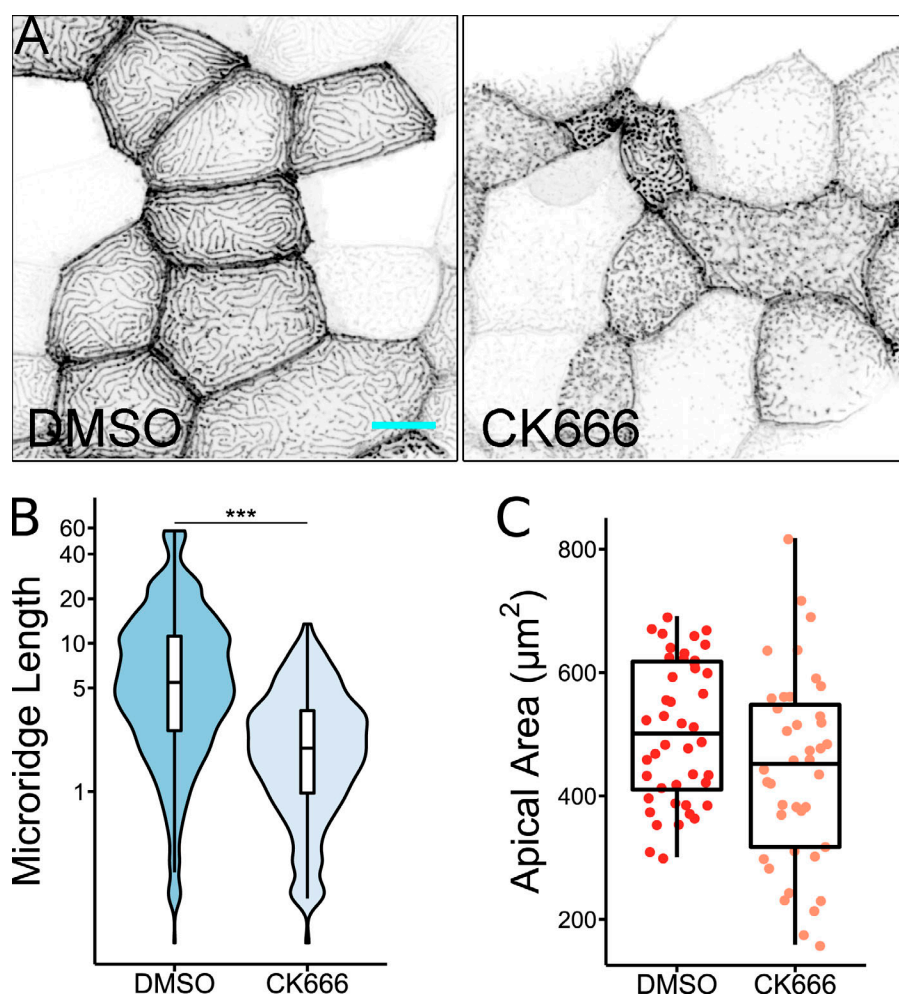 A
DMSO
CK666
B
***
Microridge Length
60
40
20
10
5
1
DMSO
CK666
C
Apical Area (μm²)
800
600
400
200
DMSO
CK666